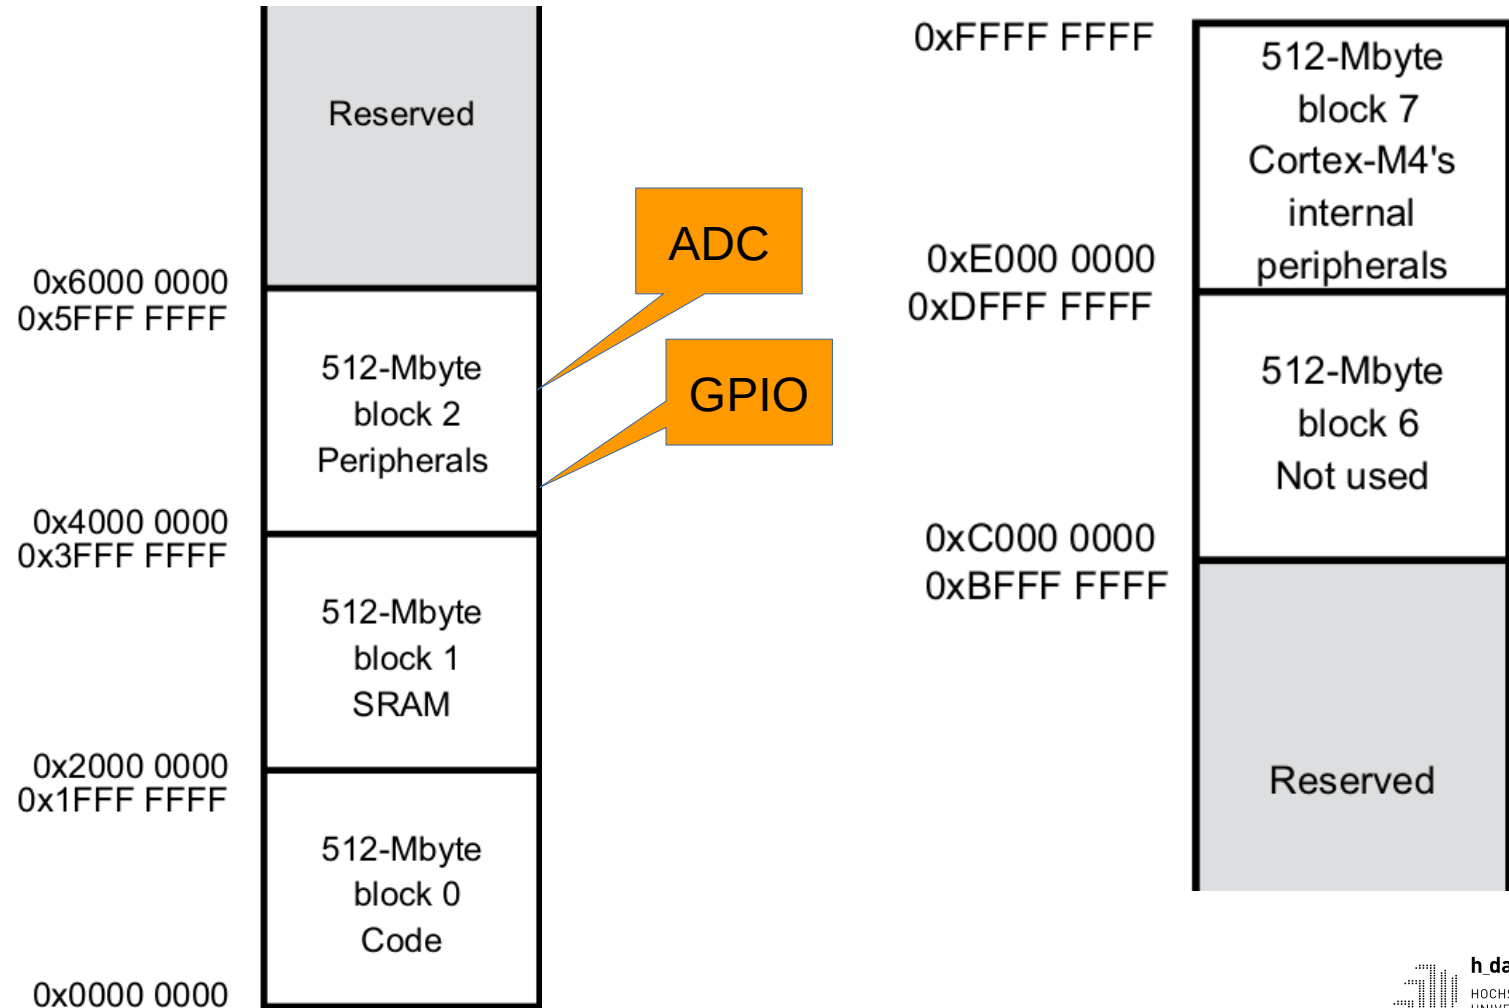 Reserved
0x6000 0000
0x5FFF FFFF
512-Mbyte
block 2
Peripherals
ADC
GPIO
0x4000 0000
0x3FFF FFFF
512-Mbyte
block 1
SRAM
0x2000 0000
0x1FFF FFFF
512-Mbyte
block 0
Code
0x0000 0000
0xFFFF FFFF
512-Mbyte
block 7
Cortex-M4's
internal
peripherals
0xE000 0000
0xDFFF FFFF
512-Mbyte
block 6
Not used
0xC000 0000
0xBFFF FFFF
Reserved
h_da
HOCHS